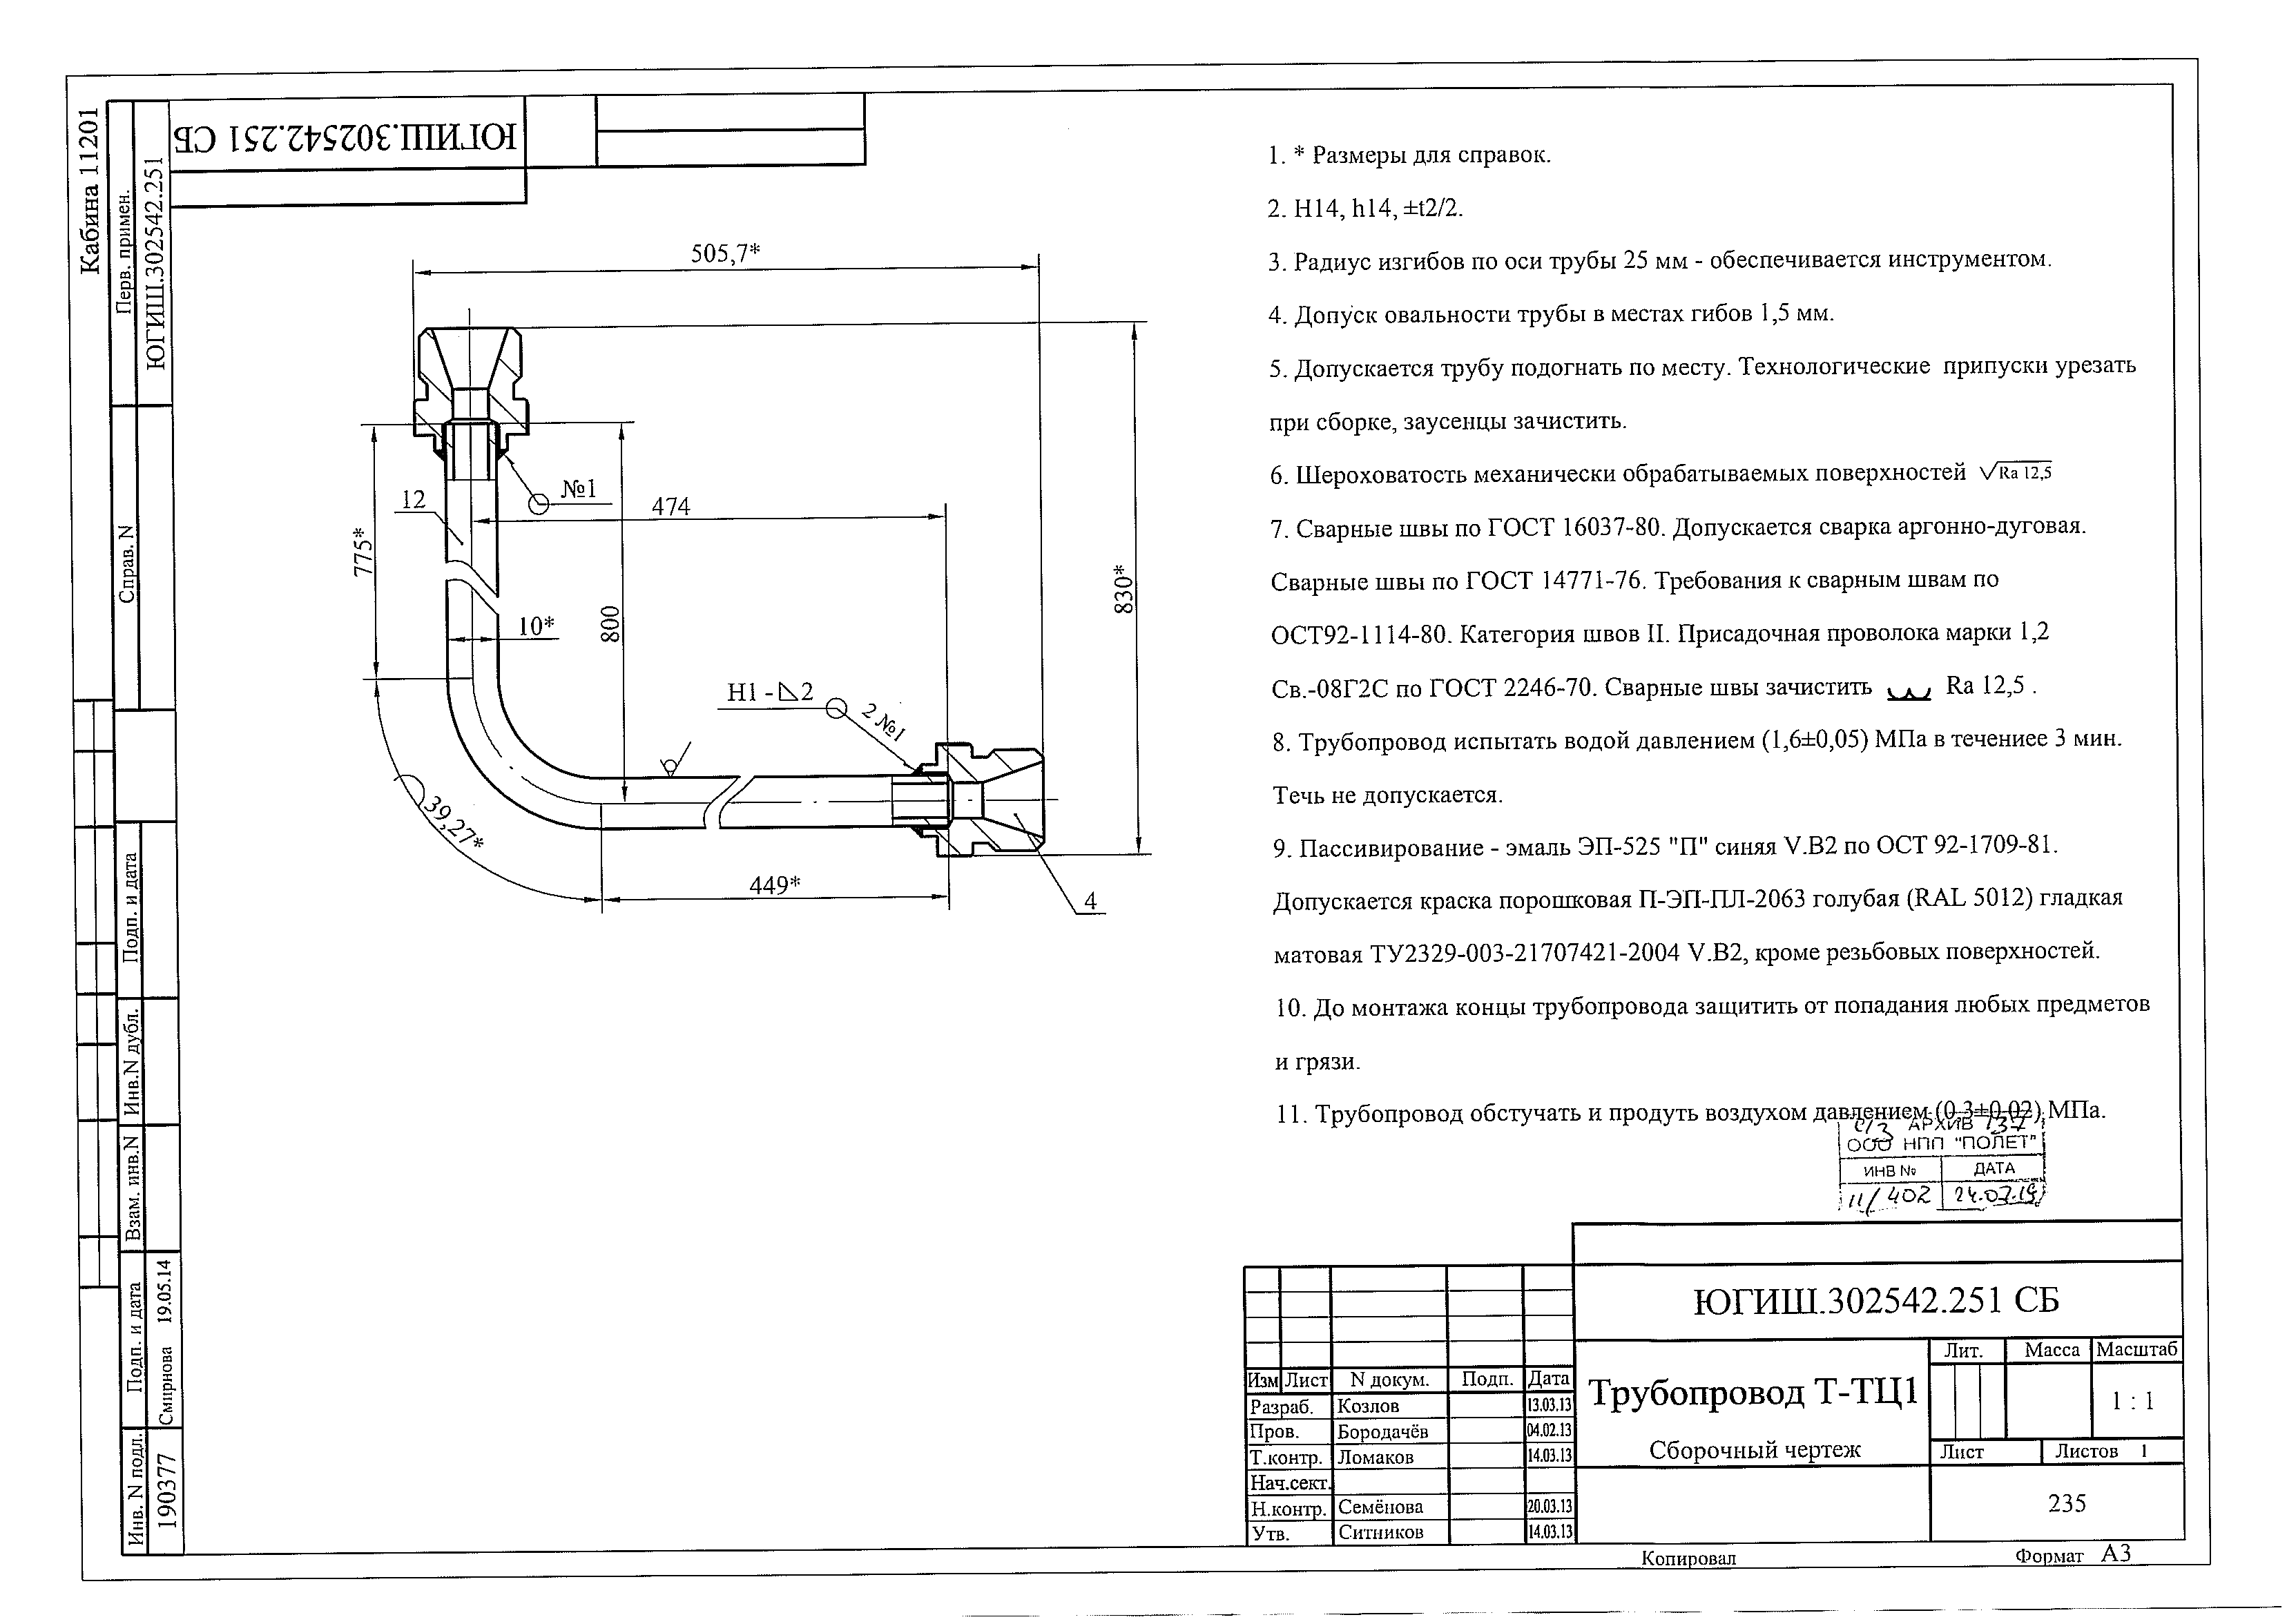 Кабина 11201
Перв. примен.
ЮГИШ.302542.251
Справ. N
Подп. и дата
Инв.N дубл.
Взам. инв.N
Подп. и дата
Смирнова 19.05.14
Инв. N подл.
190377
ЮГИШ.302542.251 СБ
505,7*
12
№1
474
775*
10*
800
830*
Н1 -◺2
2 №1
39,27*
449*
4
1. * Размеры для справок.
2. H14, h14, ±t2/2.
3. Радиус изгибов по оси трубы 25 мм - обеспечивается инструментом.
4. Допуск овальности трубы в местах гибов 1,5 мм.
5. Допускается трубу подогнать по месту. Технологические припуски урезать
при сборке, заусенцы зачистить.
6. Шероховатость механически обрабатываемых поверхностей √Ra 12,5
7. Сварные швы по ГОСТ 16037-80. Допускается сварка аргонно-дуговая.
Сварные швы по ГОСТ 14771-76. Требования к сварным швам по
ОСТ92-1114-80. Категория швов II. Присадочная проволока марки 1,2
Св.-08Г2С по ГОСТ 2246-70. Сварные швы зачистить Ra 12,5 .
8. Трубопровод испытать водой давлением (1,6±0,05) МПа в течениее 3 мин.
Течь не допускается.
9. Пассивирование - эмаль ЭП-525 "П" синяя V.В2 по ОСТ 92-1709-81.
Допускается краска порошковая П-ЭП-ПЛ-2063 голубая (RAL 5012) гладкая
матовая ТУ2329-003-21707421-2004 V.В2, кроме резьбовых поверхностей.
10. До монтажа концы трубопровода защитить от попадания любых предметов
и грязи.
11. Трубопровод обстучать и продуть воздухом давлением (0,3±0,02) МПа.
АРХИВ 137
ООО НПП "ПОЛЕТ"
ИНВ № ДАТА
11/402 24.07.19
ЮГИШ.302542.251 СБ
Трубопровод Т-ТЦ1
Сборочный чертеж
Лит. Масса Масштаб
1 : 1
Лист Листов 1
235
Изм Лист N докум. Подп. Дата
Разраб. Козлов 13.03.13
Пров. Бородачёв 04.02.13
Т.контр. Ломаков 14.03.13
Нач.сект.
Н.контр. Семёнова 20.03.13
Утв. Ситников 14.03.13
Копировал
Формат А3